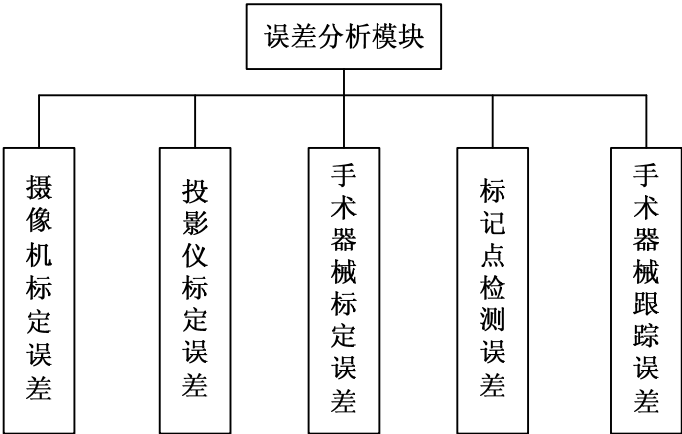 误差分析模块
摄像机标定误差
投影仪标定误差
手术器械标定误差
标记点检测误差
手术器械跟踪误差